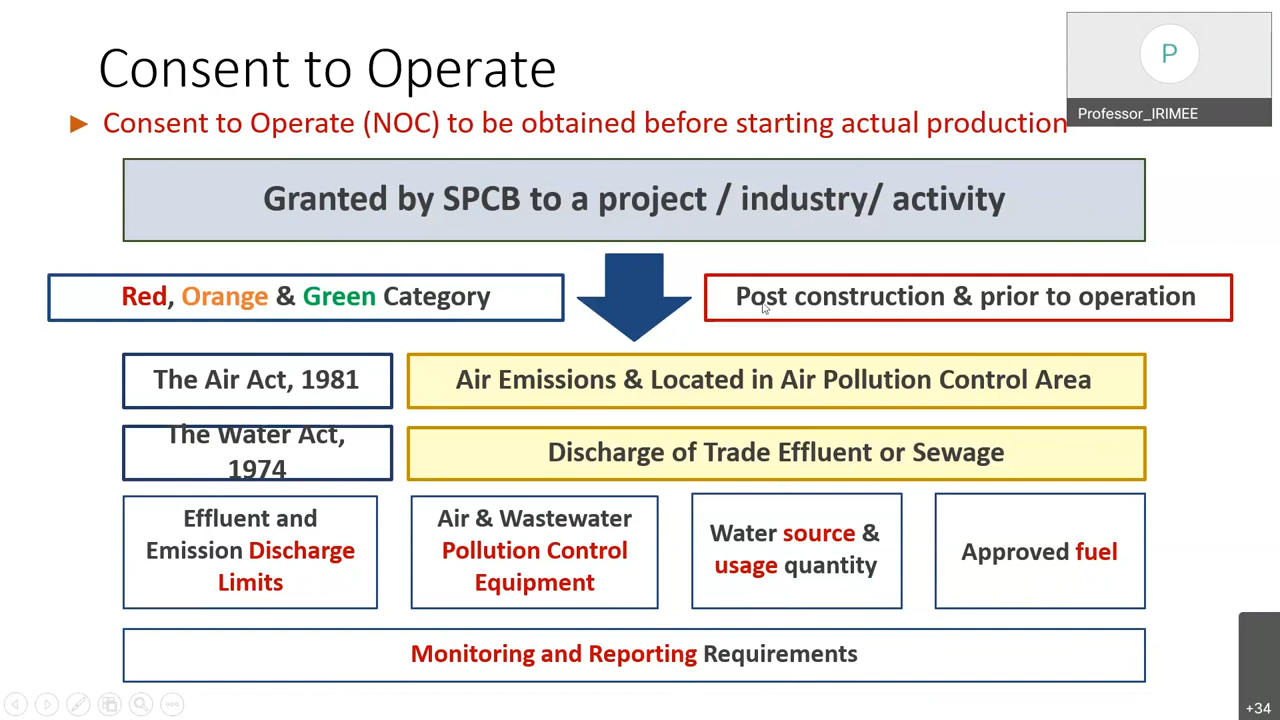 Consent to Operate
P
Professor_IRIMEE
► Consent to Operate (NOC) to be obtained before starting actual production
Granted by SPCB to a project / industry/ activity
Red, Orange & Green Category
Post construction & prior to operation
The Air Act, 1981
Air Emissions & Located in Air Pollution Control Area
The Water Act,
1974
Discharge of Trade Effluent or Sewage
Effluent and
Emission Discharge
Limits
Air & Wastewater
Pollution Control
Equipment
Water source &
usage quantity
Approved fuel
Monitoring and Reporting Requirements
+34